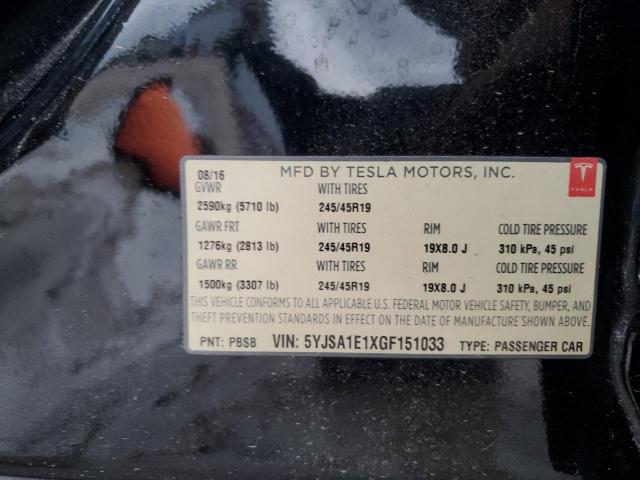 08/16 MFD BY TESLA MOTORS, INC.
GVWR WITH TIRES
2590kg (5710 lb) 245/45R19
GAWR FRT WITH TIRES RIM COLD TIRE PRESSURE
1276kg (2813 lb) 245/45R19 19X8.0 J 310 kPa, 45 psi
GAWR RR WITH TIRES RIM COLD TIRE PRESSURE
1500kg (3307 lb) 245/45R19 19X8.0 J 310 kPa, 45 psi
THIS VEHICLE CONFORMS TO ALL APPLICABLE U.S. FEDERAL MOTOR VEHICLE SAFETY, BUMPER, AND
THEFT PREVENTION STANDARDS IN EFFECT ON THE DATE OF MANUFACTURE SHOWN ABOVE.
PNT: PBSB VIN: 5YJSA1E1XGF151033 TYPE: PASSENGER CAR
TESLA